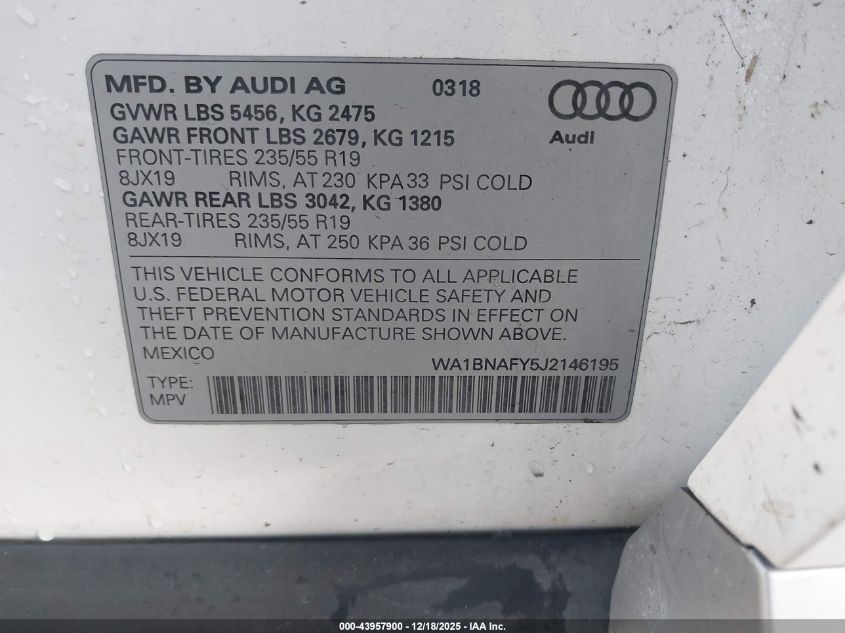 MFD. BY AUDI AG 0318
GVWR LBS 5456, KG 2475
GAWR FRONT LBS 2679, KG 1215
Audi
FRONT-TIRES 235/55 R19
8JX19 RIMS, AT 230 KPA 33 PSI COLD
GAWR REAR LBS 3042, KG 1380
REAR-TIRES 235/55 R19
8JX19 RIMS, AT 250 KPA 36 PSI COLD
THIS VEHICLE CONFORMS TO ALL APPLICABLE
U.S. FEDERAL MOTOR VEHICLE SAFETY AND
THEFT PREVENTION STANDARDS IN EFFECT ON
THE DATE OF MANUFACTURE SHOWN ABOVE.
MEXICO WA1BNAFY5J2146195
TYPE:
MPV
000-43957900 - 12/18/2025 - IAA Inc.